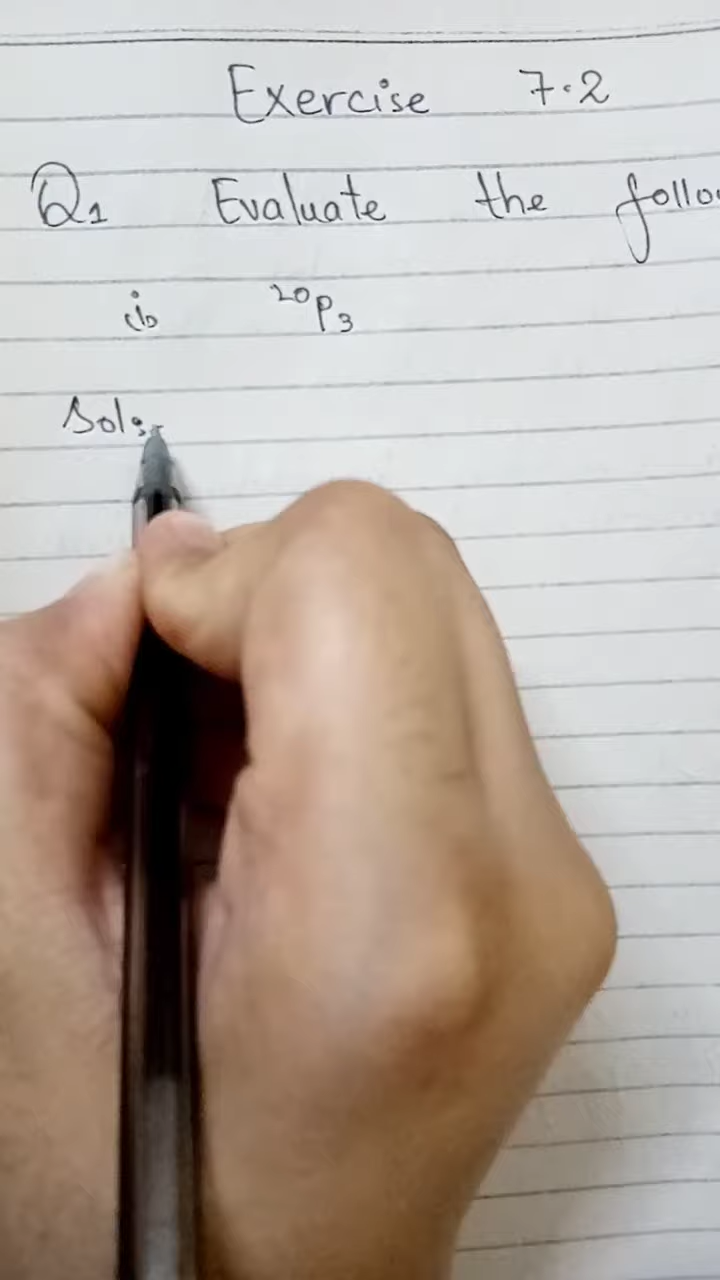 Exercise 7.2
Q1 Evaluate the follo
i) ²⁰P₃
Sol: